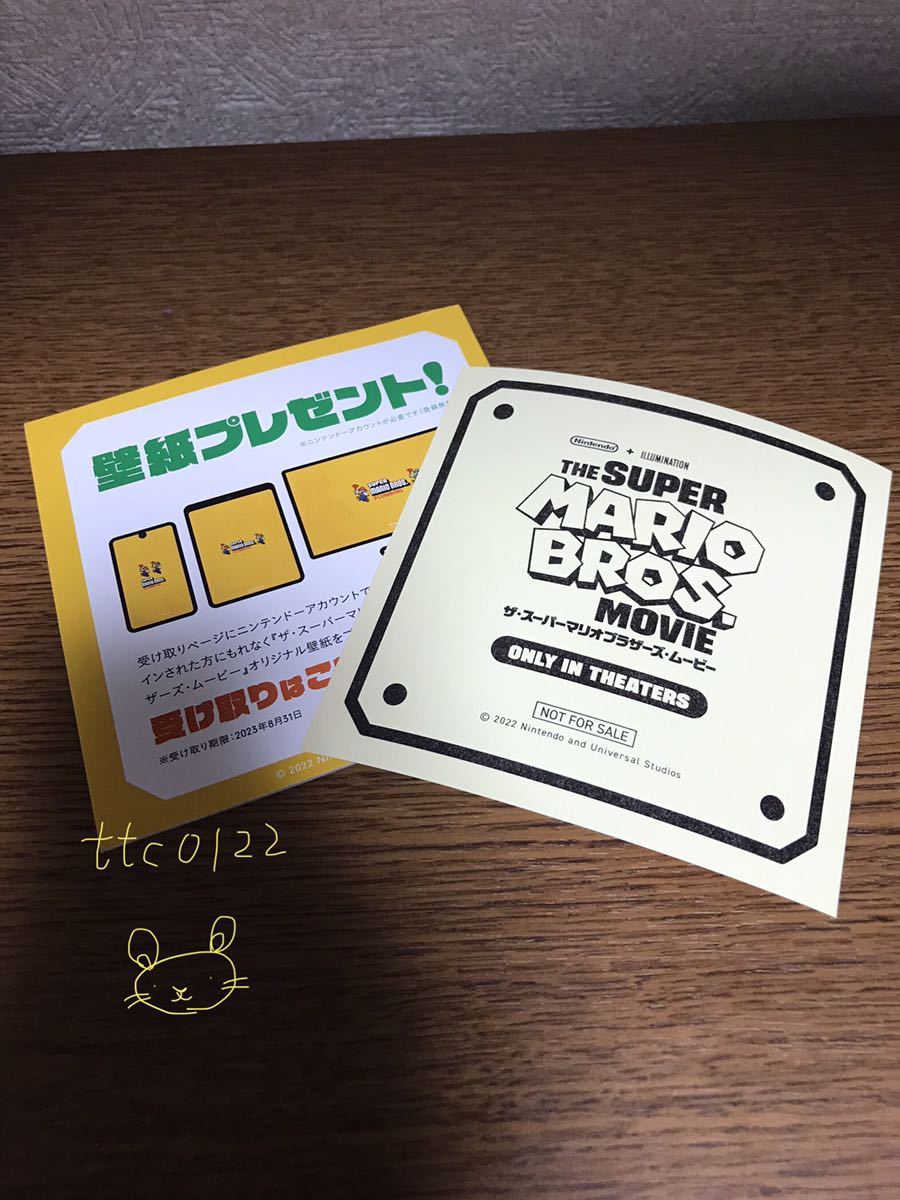 壁紙プレゼント!
※ニンテンドーアカウントが必要です(登録無
SUPER
MARIO BROS.
PLUMBING
受け取りページにニンテンドーアカウントで
インされた方にもれなく『ザ・スーパーマリ
ザーズ・ムービー』オリジナル壁紙を
受け取りはこ
※受け取り期限:2023年8月31日
© 2022 Nin
Nintendo + ILLUMINATION
THE SUPER
MARIO
BROS.
MOVIE
ザ・スーパーマリオブラザーズ・ムービー
ONLY IN THEATERS
NOT FOR SALE
© 2022 Nintendo and Universal Studios
ttc0122